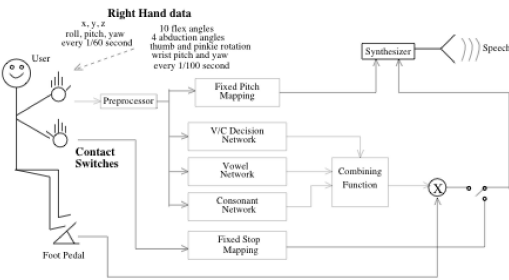 Right Hand data
x, y, z
roll, pitch, yaw
every 1/60 second
10 flex angles
4 abduction angles
thumb and pinkie rotation
wrist pitch and yaw
every 1/100 second
User
Synthesizer
Speech
Preprocessor
Fixed Pitch
Mapping
V/C Decision
Network
Vowel
Network
Consonant
Network
Combining
Function
X
Contact
Switches
Fixed Stop
Mapping
Foot Pedal